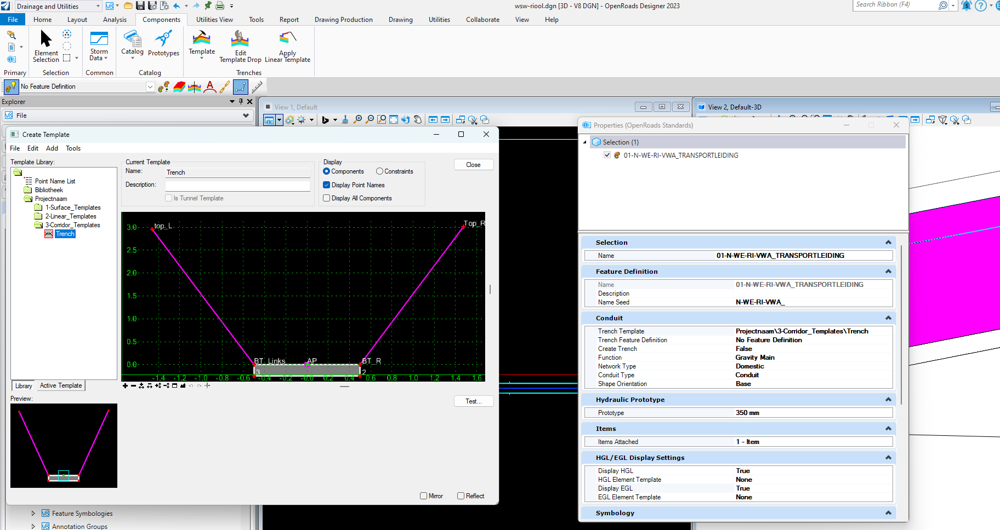 Drainage and Utilities
wsw-riool.dgn [3D - V8 DGN] - OpenRoads Designer 2023
Search Ribbon (F4)
File Home Layout Analysis Components Utilities View Tools Report Drawing Production Drawing Utilities Collaborate View Help
Element Selection
Storm Data
Catalog
Prototypes
Template
Edit Template Drop
Apply Linear Template
Primary Selection Common Catalog Trenches
No Feature Definition
Explorer
File
View 1, Default
View 2, Default-3D
Create Template
File Edit Add Tools
Template Library:
Point Name List
Bibliotheek
Projectnaam
1-Surface_Templates
2-Linear_Templates
3-Corridor_Templates
Trench
Library Active Template
Preview:
Current Template
Name: Trench
Description:
Is Tunnel Template
Display
Components Constraints
Display Point Names
Display All Components
Close
3.0 top_L Top_R
2.5
2.0
1.5
1.0
0.5
0.0 BT_Links AP BT_R
3 2
-1.4 -1.2 -1.0 -0.8 -0.6 -0.4 -0.2 -0.0 0.2 0.4 0.6 0.8 1.0 1.2 1.4 1.6
Test...
Mirror Reflect
Feature Symbologies
Annotation Groups
Properties (OpenRoads Standards)
Selection (1)
01-N-WE-RI-VWA_TRANSPORTLEIDING
Selection
Name 01-N-WE-RI-VWA_TRANSPORTLEIDING
Feature Definition
Name 01-N-WE-RI-VWA_TRANSPORTLEIDING
Description
Name Seed N-WE-RI-VWA_
Conduit
Trench Template Projectnaam\3-Corridor_Templates\Trench
Trench Feature Definition No Feature Definition
Create Trench False
Function Gravity Main
Network Type Domestic
Conduit Type Conduit
Shape Orientation Base
Hydraulic Prototype
Prototype 350 mm
Items
Items Attached 1 - Item
HGL/EGL Display Settings
Display HGL True
HGL Element Template None
Display EGL True
EGL Element Template None
Symbology